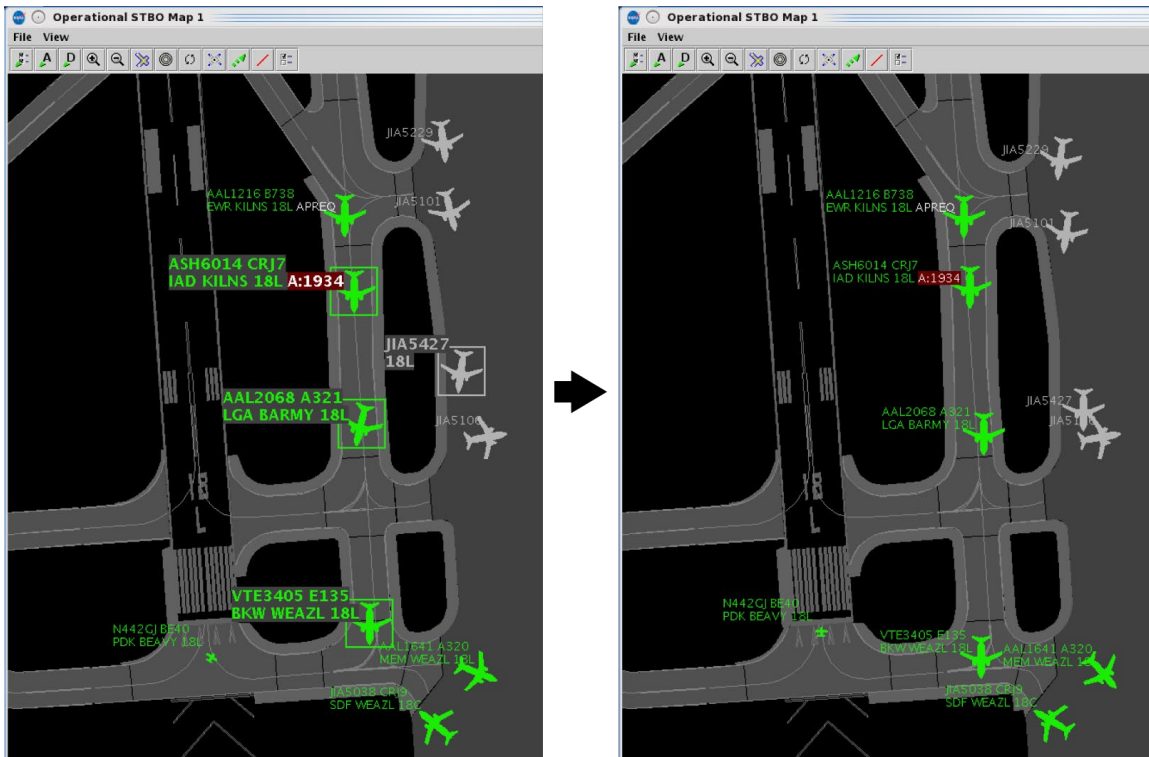 Operational STBO Map 1
File View
A D
JIA5229
AAL1216 B738
EWR KILNS 18L APREQ
JIA5101
ASH6014 CRJ7
IAD KILNS 18L A:1934
JIA5427
18L
AAL2068 A321
LGA BARMY 18L
JIA5106
VTE3405 E135
BKW WEAZL 18L
N442GJ BE40
PDK BEAVY 18L
AAL1641 A320
MEM WEAZL 18L
JIA5038 CRJ9
SDF WEAZL 18C
Operational STBO Map 1
File View
A D
JIA5229
AAL1216 B738
EWR KILNS 18L APREQ
JIA5101
ASH6014 CRJ7
IAD KILNS 18L A:1934
JIA5427
AAL2068 A321
LGA BARMY 18L
N442GJ BE40
PDK BEAVY 18L
VTE3405 E135
BKW WEAZL 18L
AAL1641 A320
MEM WEAZL 18L
JIA5038 CRJ9
SDF WEAZL 18C